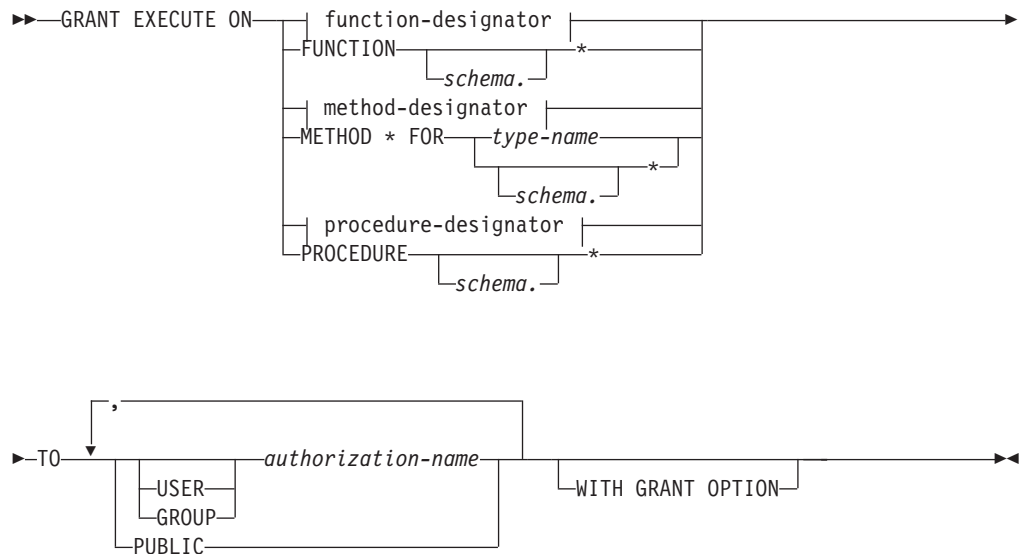 GRANT EXECUTE ON function-designator
FUNCTION *
schema.
method-designator
METHOD * FOR type-name
*
schema.
procedure-designator
PROCEDURE *
schema.
,
TO authorization-name
USER WITH GRANT OPTION
GROUP
PUBLIC